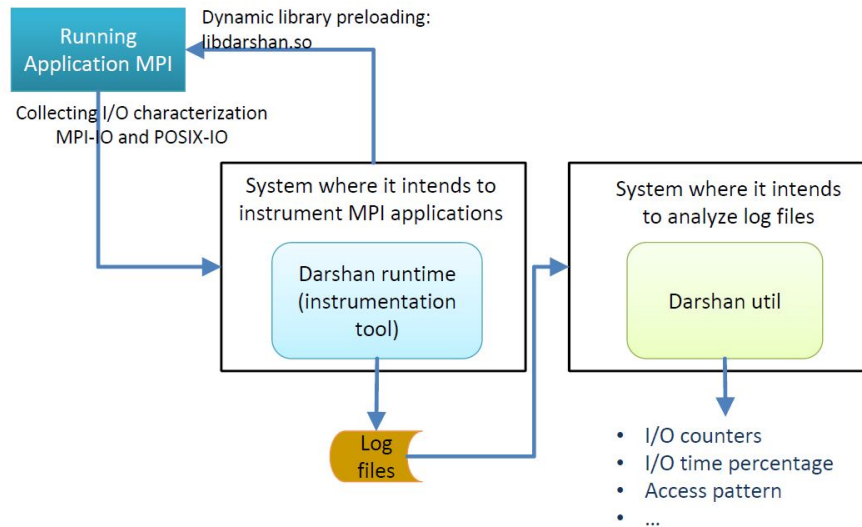 Dynamic library preloading:
libdarshan.so
Running
Application MPI
Collecting I/O characterization
MPI-IO and POSIX-IO
System where it intends to
instrument MPI applications
Darshan runtime
(instrumentation
tool)
Log
files
System where it intends
to analyze log files
Darshan util
• I/O counters
• I/O time percentage
• Access pattern
• ...